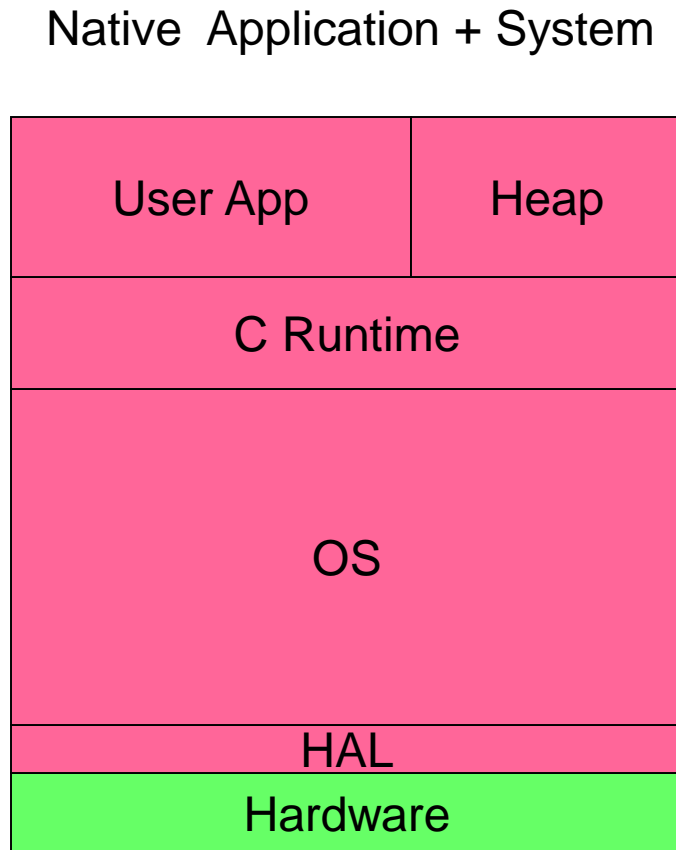 Native Application + System
User App
Heap
C Runtime
OS
HAL
Hardware